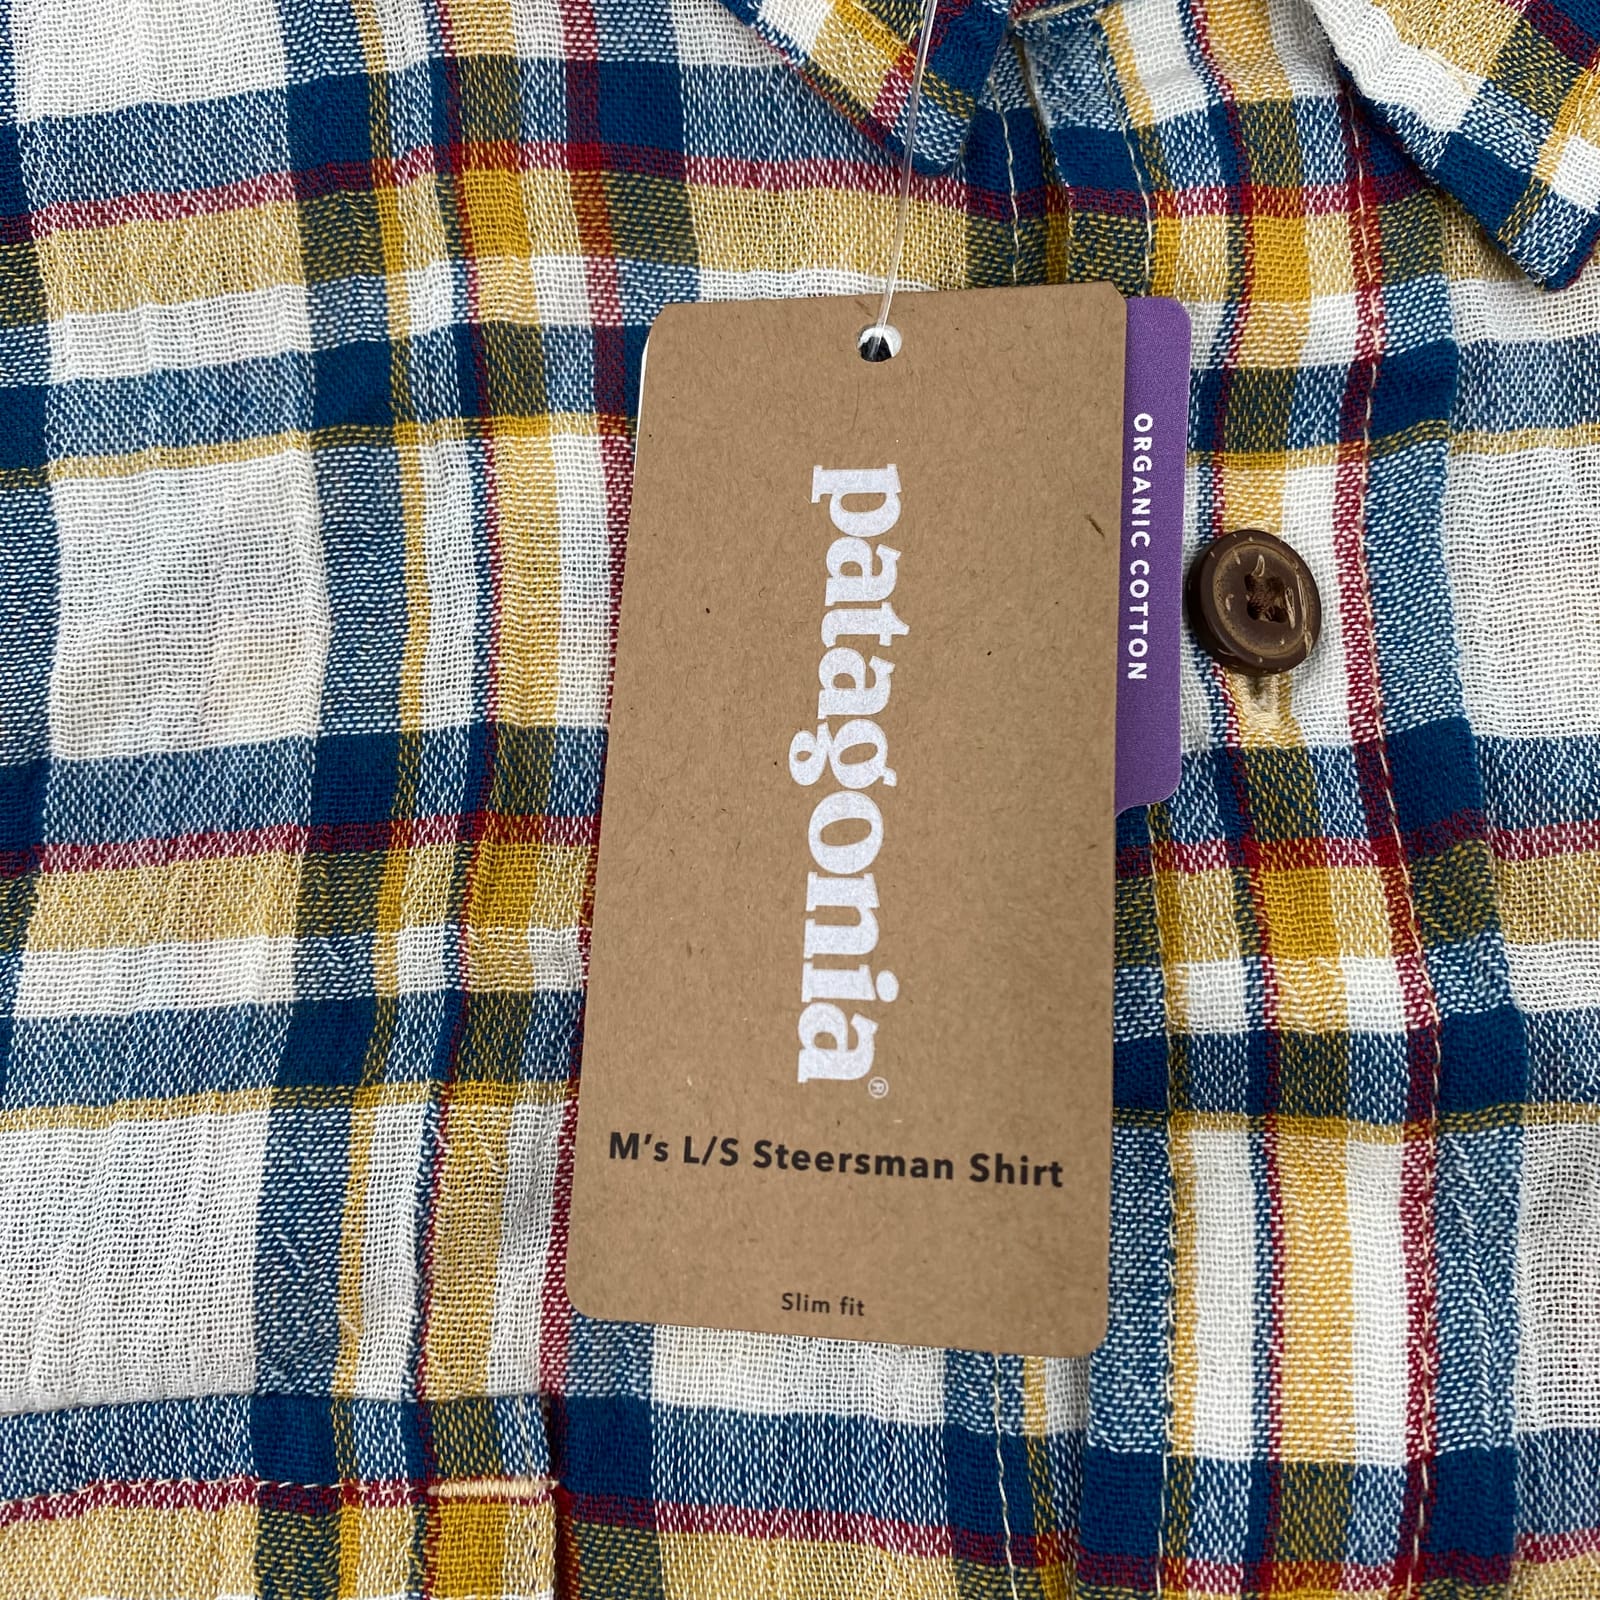 patagonia®
ORGANIC COTTON
M's L/S Steersman Shirt
Slim fit